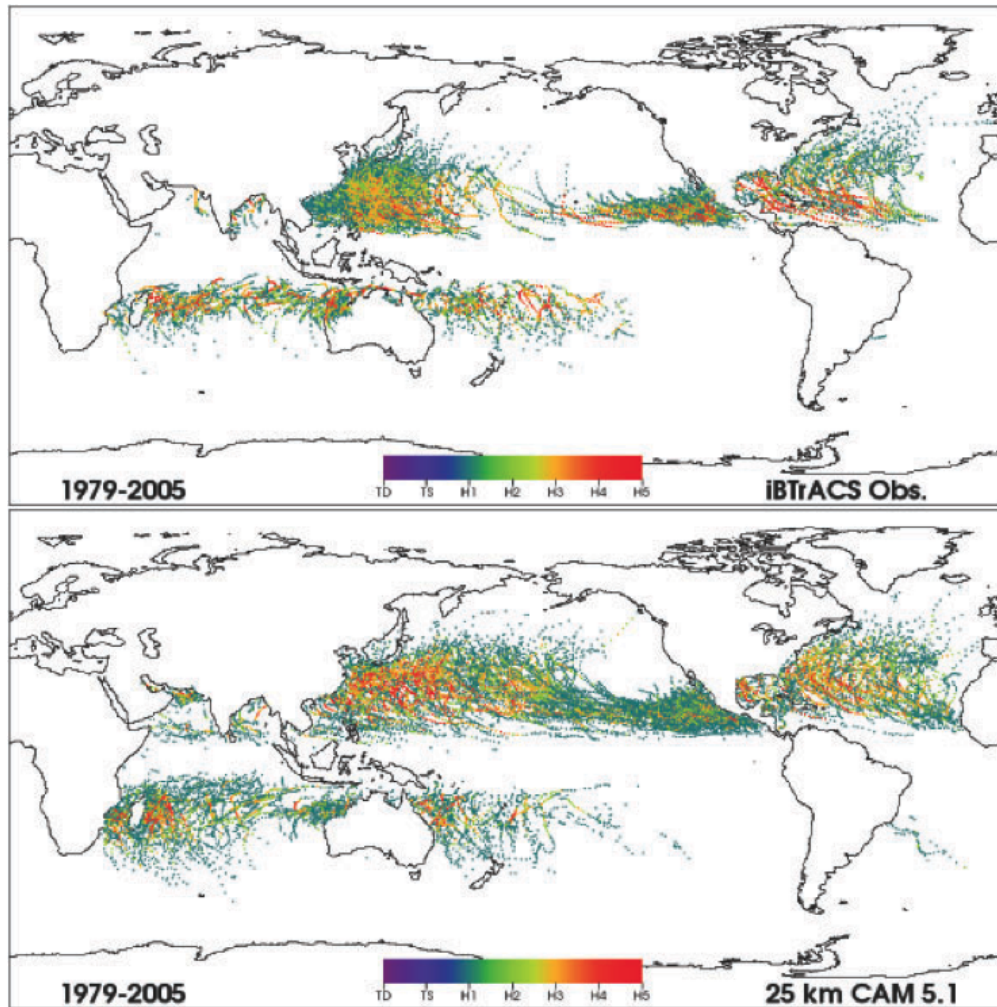 TD TS H1 H2 H3 H4 H5
1979-2005 iBTrACS Obs.
TD TS H1 H2 H3 H4 H5
1979-2005 25 km CAM 5.1